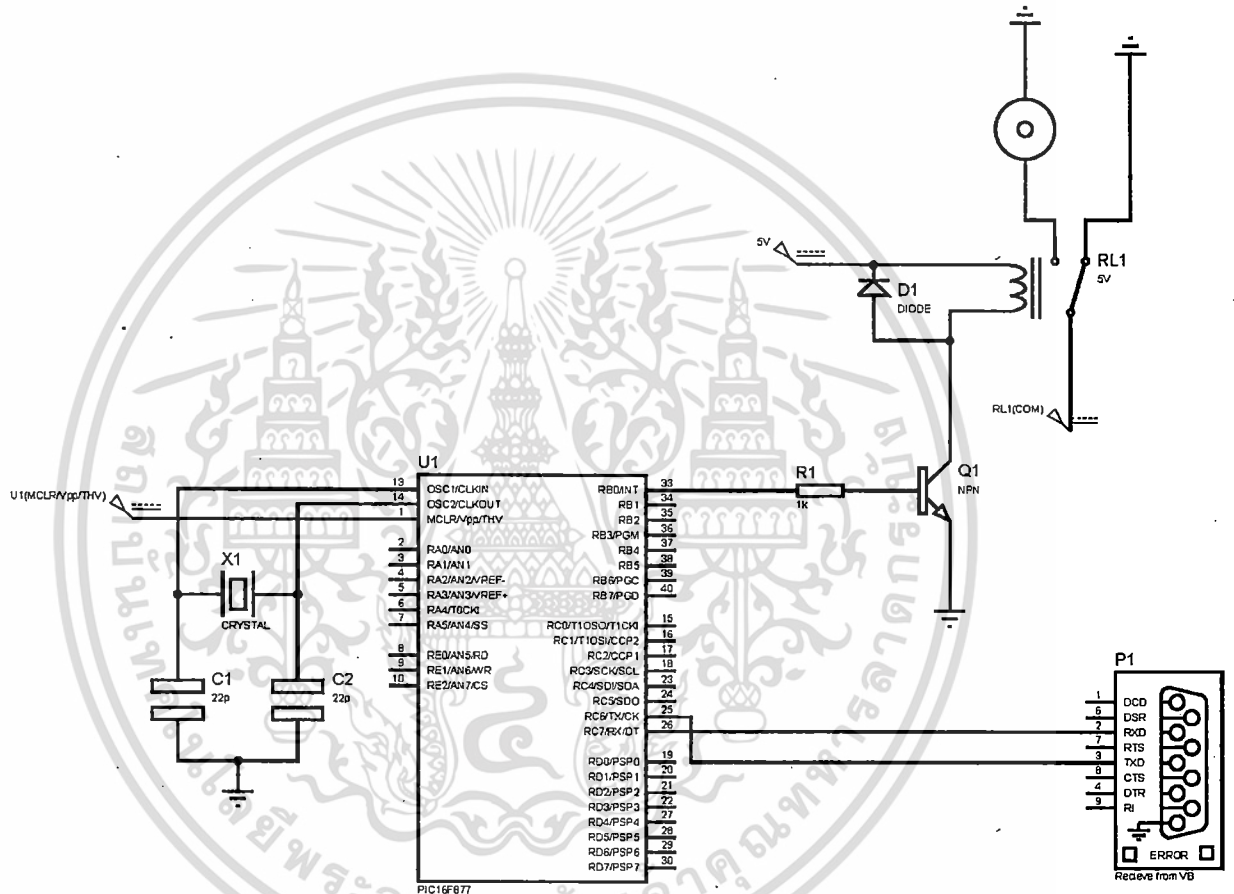 5V
D1
DIODE
RL1
5V
RL1(COM)
U1(MCLR/Vpp/THV)
U1
13 OSC1/CLKIN
14 OSC2/CLKOUT
1 MCLR/Vpp/THV
2 RA0/AN0
3 RA1/AN1
4 RA2/AN2/VREF-
5 RA3/AN3/VREF+
6 RA4/T0CKI
7 RA5/AN4/SS
8 RE0/AN5/RD
9 RE1/AN6/WR
10 RE2/AN7/CS
RB0/INT 33
RB1 34
RB2 35
RB3/PGM 36
RB4 37
RB5 38
RB6/PGC 39
RB7/PGD 40
RC0/T1OSO/T1CKI 15
RC1/T1OSI/CCP2 16
RC2/CCP1 17
RC3/SCK/SCL 18
RC4/SDI/SDA 23
RC5/SDO 24
RC6/TX/CK 25
RC7/RX/DT 26
RD0/PSP0 19
RD1/PSP1 20
RD2/PSP2 21
RD3/PSP3 22
RD4/PSP4 27
RD5/PSP5 28
RD6/PSP6 29
RD7/PSP7 30
PIC16F877
X1
CRYSTAL
C1
22p
C2
22p
R1
1k
Q1
NPN
P1
1 DCD
6 DSR
2 RXD
7 RTS
3 TXD
8 CTS
4 DTR
9 RI
ERROR
Recieve from VB